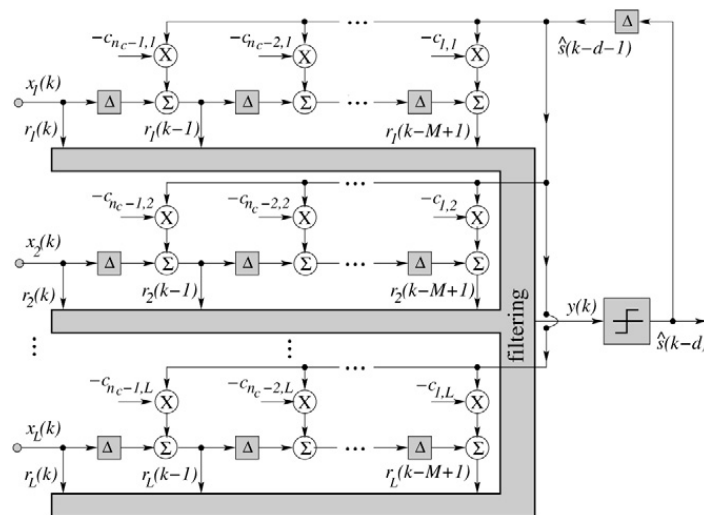 −c_{n_c−1,1} −c_{n_c−2,1} ... −c_{1,1} Δ
X X X ŝ(k−d−1)
x_1(k) Δ Σ Δ Σ ... Δ Σ
r_1(k) r_1(k−1) r_1(k−M+1)
...
−c_{n_c−1,2} −c_{n_c−2,2} −c_{1,2}
X X X
x_2(k) Δ Σ Δ Σ ... Δ Σ
r_2(k) r_2(k−1) r_2(k−M+1)
filtering y(k) ŝ(k−d
⋮ ⋮
...
−c_{n_c−1,L} −c_{n_c−2,L} −c_{1,L}
X X X
x_L(k) Δ Σ Δ Σ ... Δ Σ
r_L(k) r_L(k−1) r_L(k−M+1)